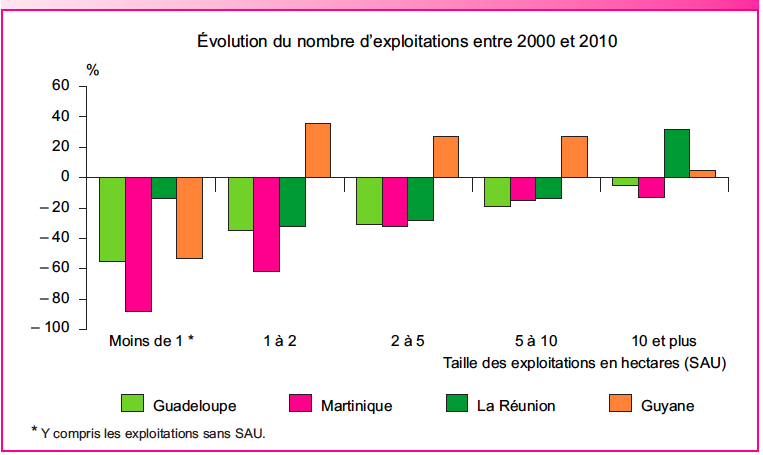 Évolution du nombre d'exploitations entre 2000 et 2010
%
60
40
20
0
– 20
– 40
– 60
– 80
– 100
Moins de 1 * 1 à 2 2 à 5 5 à 10 10 et plus
Taille des exploitations en hectares (SAU)
Guadeloupe Martinique La Réunion Guyane
* Y compris les exploitations sans SAU.